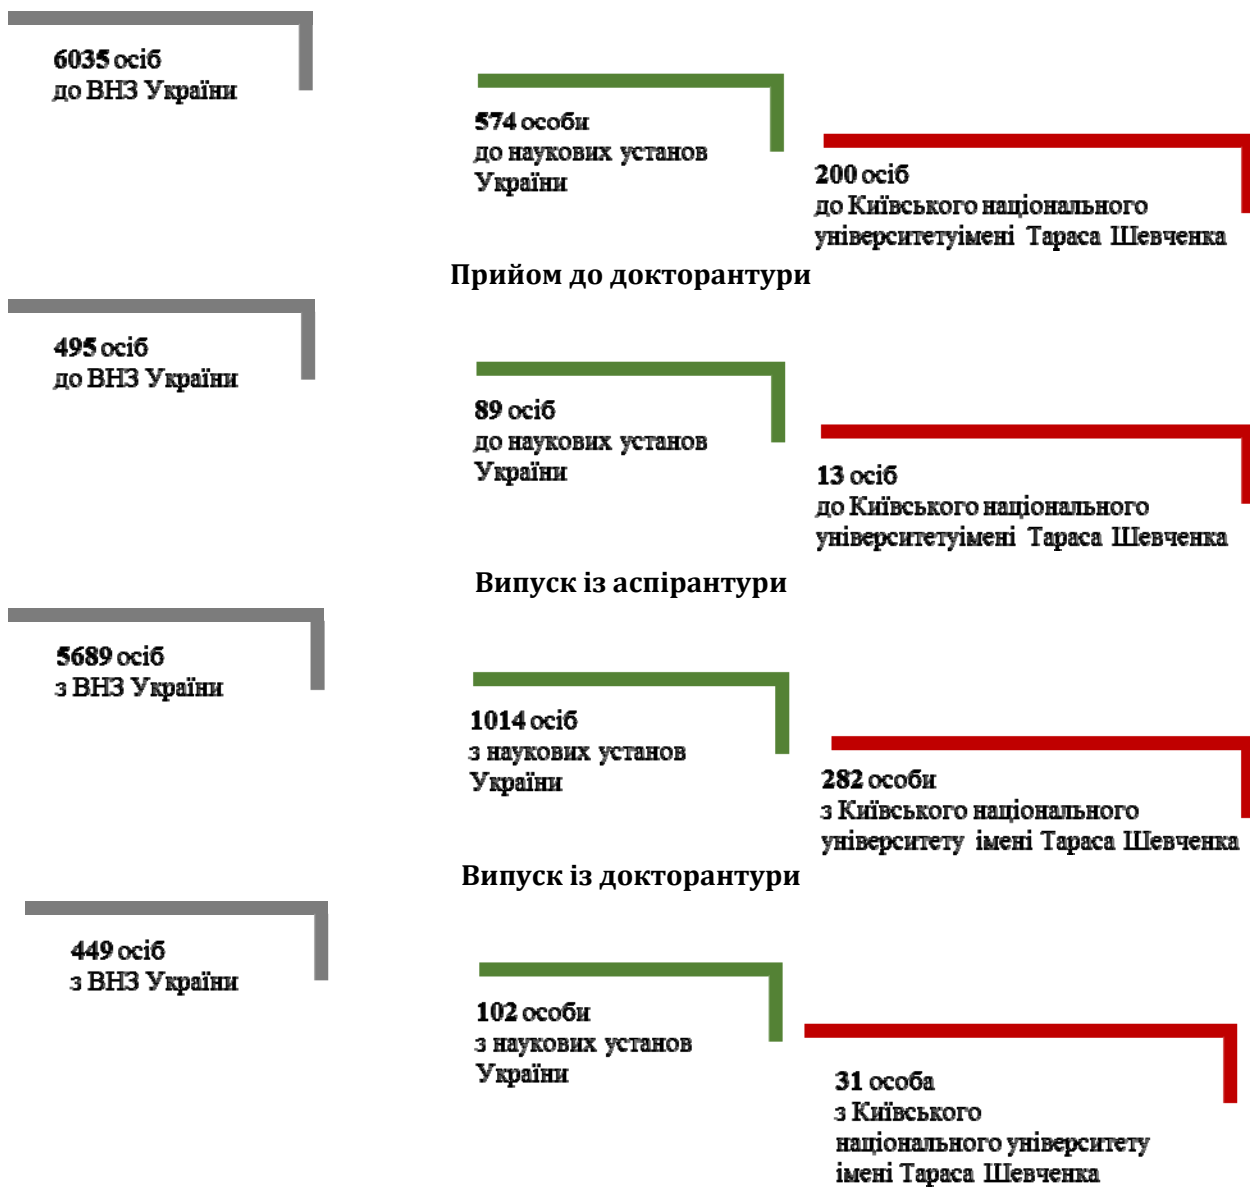 6035 осіб
до ВНЗ України
574 особи
до наукових установ
України
200 осіб
до Київського національного
університетуімені Тараса Шевченка
Прийом до докторантури
495 осіб
до ВНЗ України
89 осіб
до наукових установ
України
13 осіб
до Київського національного
університетуімені Тараса Шевченка
Випуск із аспірантури
5689 осіб
з ВНЗ України
1014 осіб
з наукових установ
України
282 особи
з Київського національного
університету імені Тараса Шевченка
Випуск із докторантури
449 осіб
з ВНЗ України
102 особи
з наукових установ
України
31 особа
з Київського
національного університету
імені Тараса Шевченка